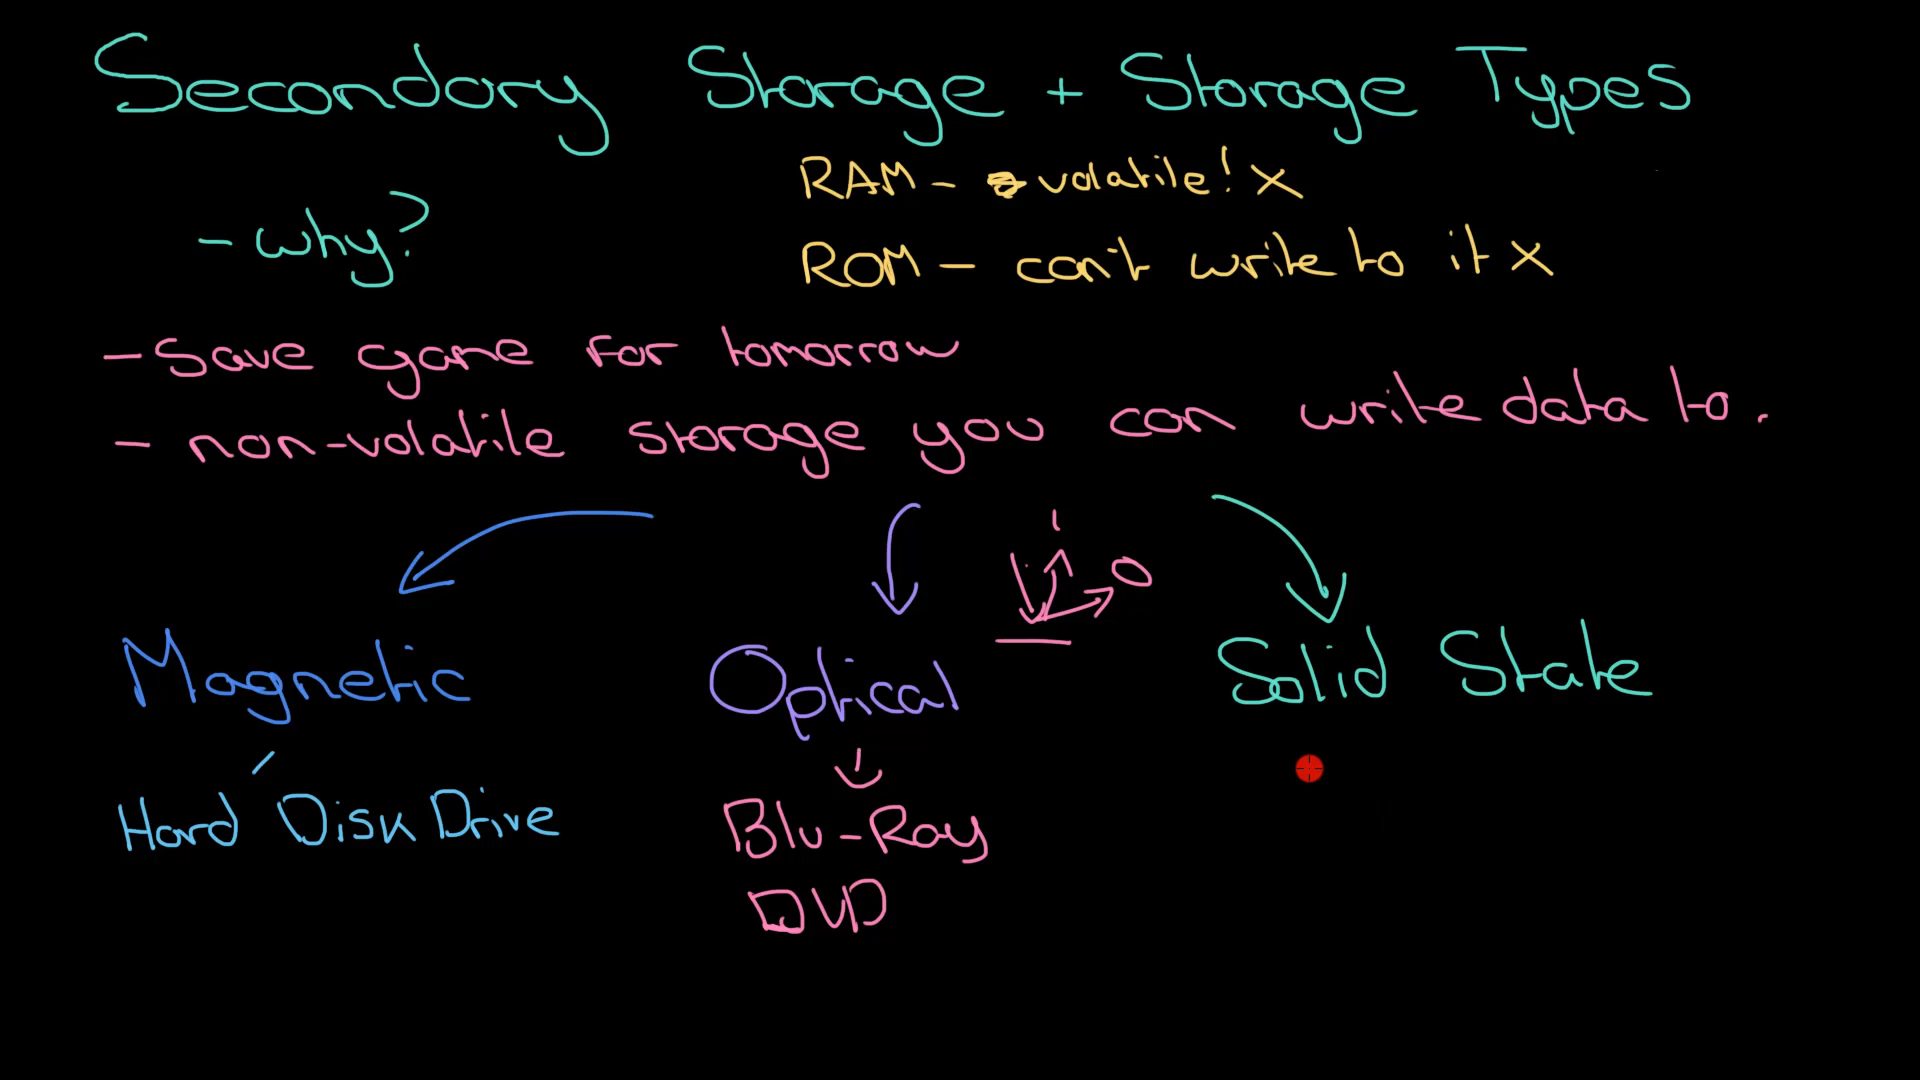 Secondary Storage + Storage Types
RAM - volatile! X
- why?
ROM - can't write to it X
- Save game for tomorrow
- non-volatile storage you can write data to.
1
0
Magnetic
Optical
Solid State
Hard Disk Drive
Blu-Ray
DVD